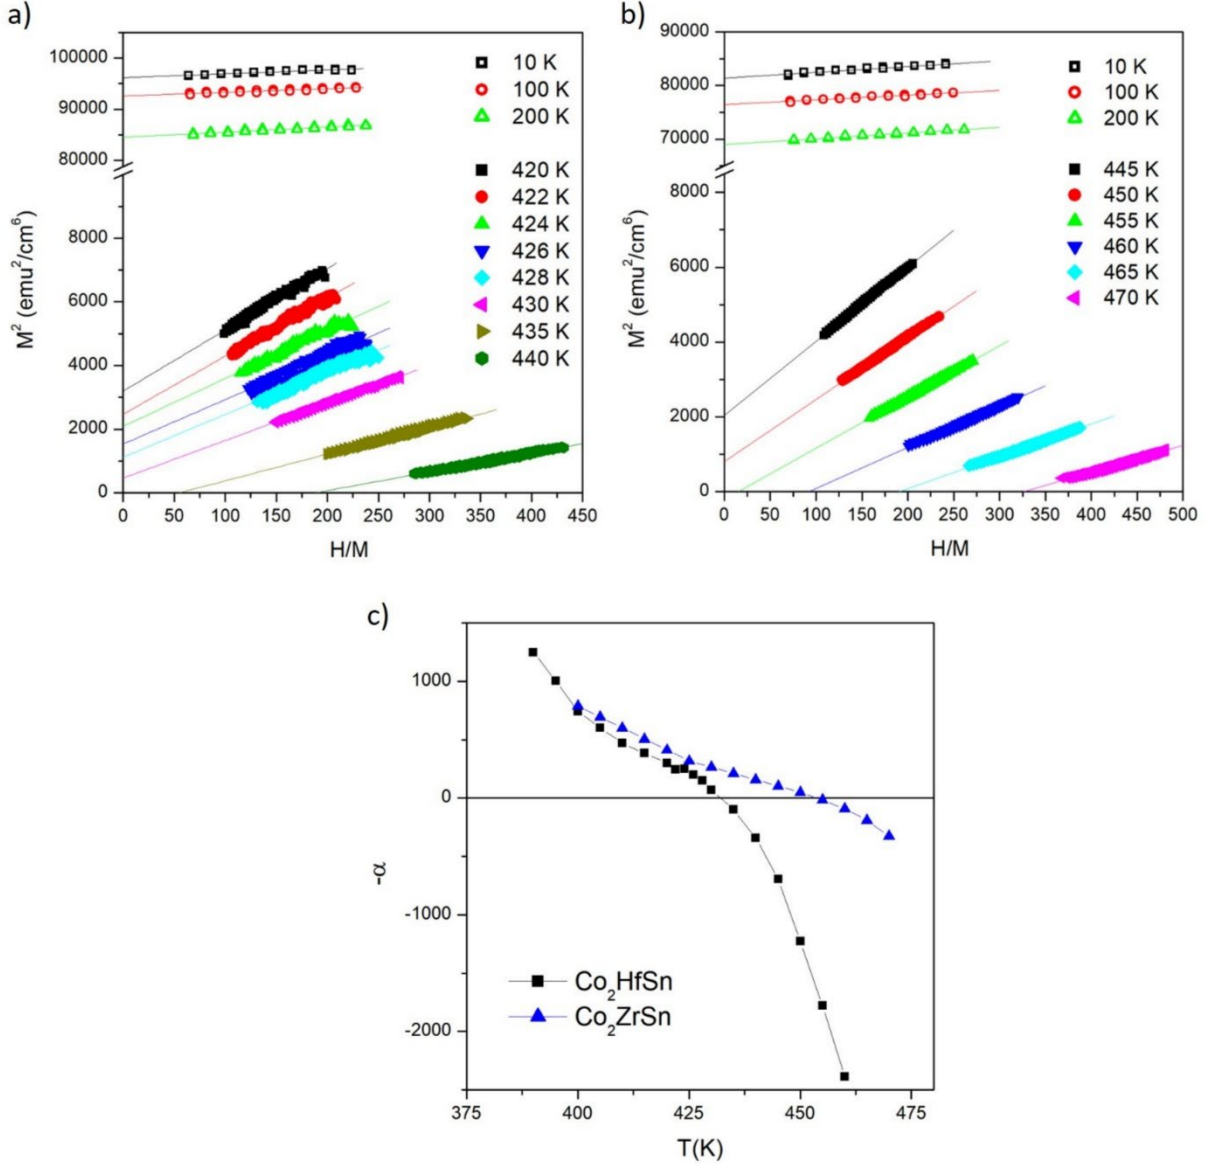 a)
100000
90000
80000
8000
6000
4000
2000
0
M² (emu²/cm⁶)
0 50 100 150 200 250 300 350 400 450
H/M
10 K
100 K
200 K
420 K
422 K
424 K
426 K
428 K
430 K
435 K
440 K
b)
90000
80000
70000
8000
6000
4000
2000
0
M² (emu²/cm⁶)
0 50 100 150 200 250 300 350 400 450 500
H/M
10 K
100 K
200 K
445 K
450 K
455 K
460 K
465 K
470 K
c)
1000
0
-1000
-2000
-α
375 400 425 450 475
T(K)
Co₂HfSn
Co₂ZrSn